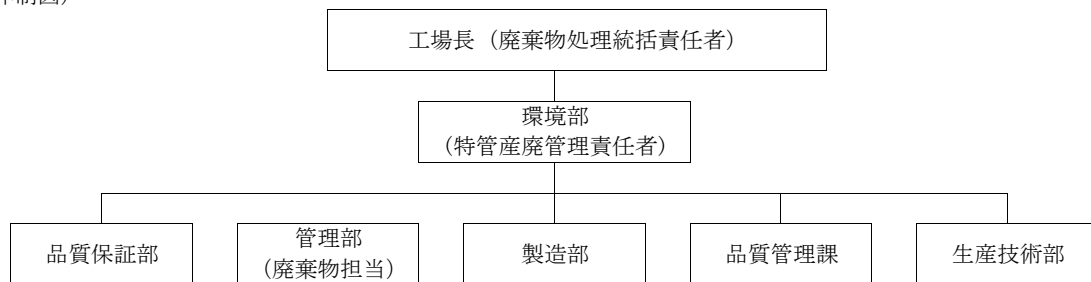 工場長（廃棄物処理統括責任者）
環境部
（特管産廃管理責任者）
品質保証部
管理部
（廃棄物担当）
製造部
品質管理課
生産技術部